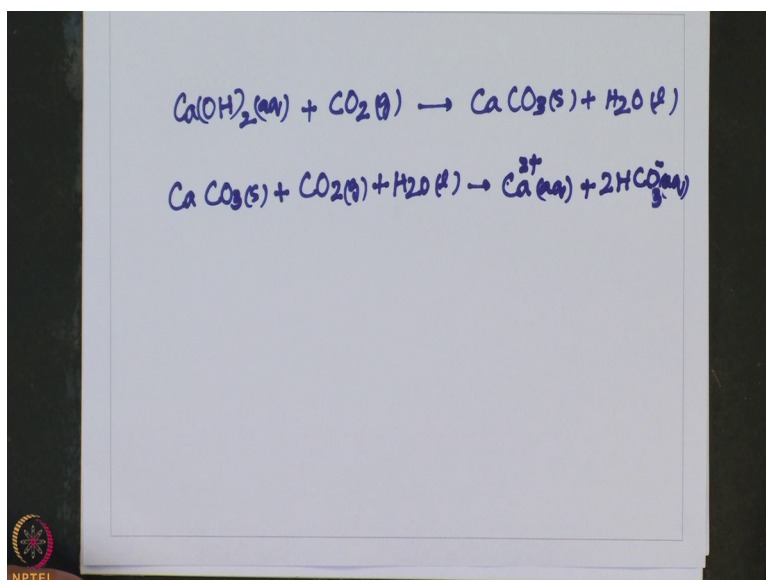 Ca(OH)₂(aq) + CO₂(g) → CaCO₃(s) + H₂O(l)
CaCO₃(s) + CO₂(g) + H₂O(l) → Ca²⁺(aq) + 2HCO₃⁻(aq)
NPTEL